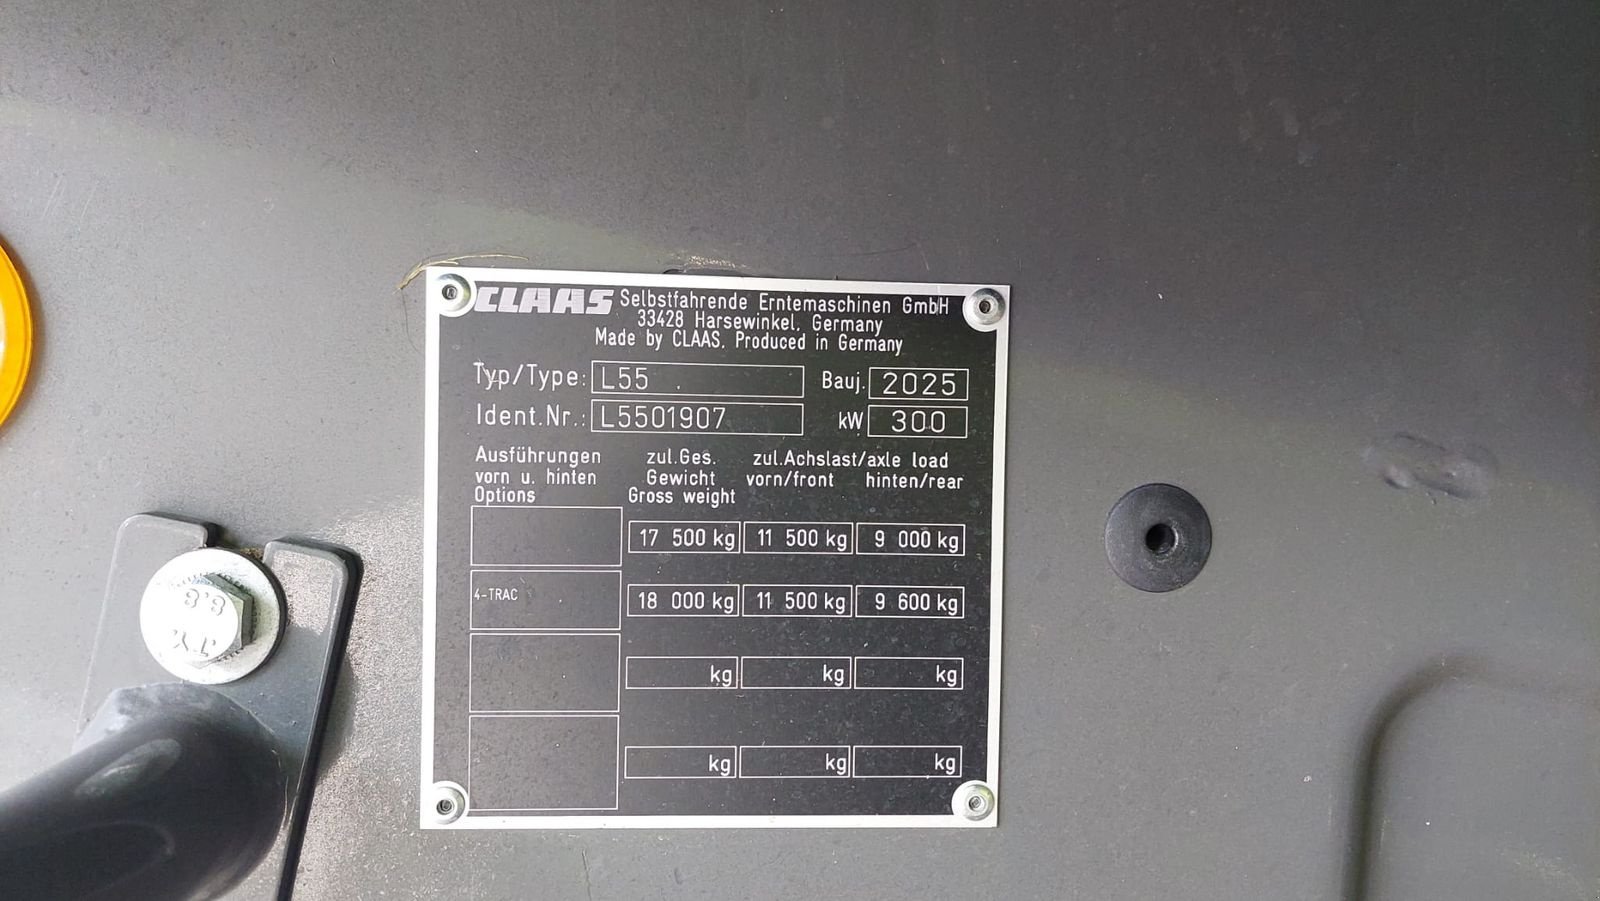 CLAAS Selbstfahrende Erntemaschinen GmbH
33428 Harsewinkel, Germany
Made by CLAAS, Produced in Germany
Typ/Type: L55 Bauj. 2025
Ident.Nr.: L5501907 kW 300
Ausführungen zul.Ges. zul.Achslast/axle load
vorn u. hinten Gewicht vorn/front hinten/rear
Options Gross weight
17 500 kg 11 500 kg 9 000 kg
4-TRAC 18 000 kg 11 500 kg 9 600 kg
kg kg kg
kg kg kg
8.8